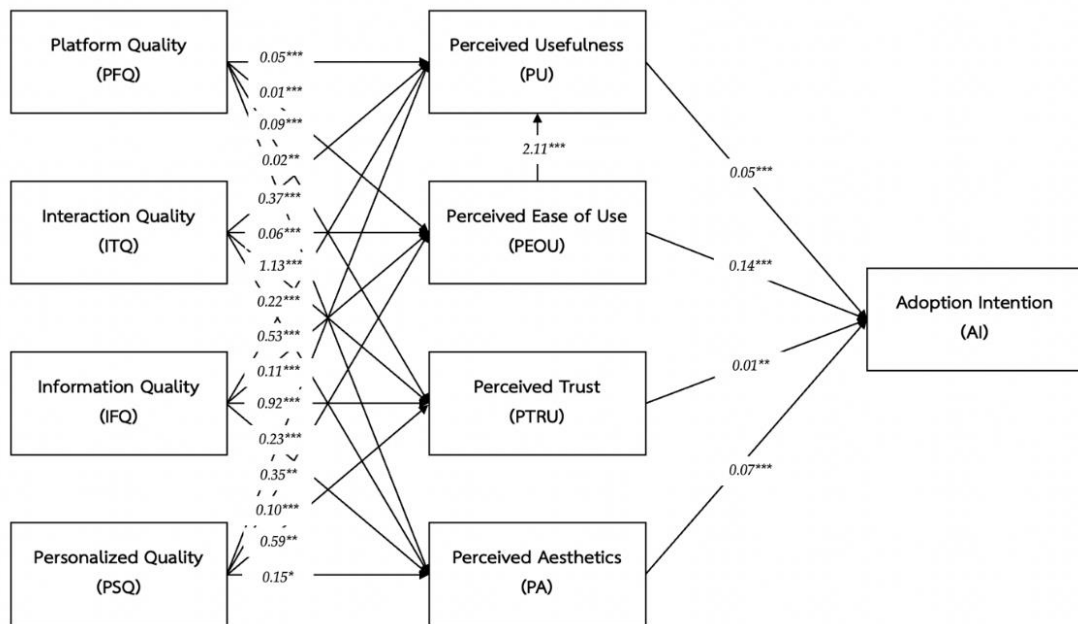 Platform Quality
(PFQ)
Interaction Quality
(ITQ)
Information Quality
(IFQ)
Personalized Quality
(PSQ)
0.05***
0.01***
0.09***
0.02**
0.37***
0.06***
1.13***
0.22***
0.53***
0.11***
0.92***
0.23***
0.35**
0.10***
0.59**
0.15*
Perceived Usefulness
(PU)
2.11***
Perceived Ease of Use
(PEOU)
Perceived Trust
(PTRU)
Perceived Aesthetics
(PA)
0.05***
0.14***
0.01**
0.07***
Adoption Intention
(AI)